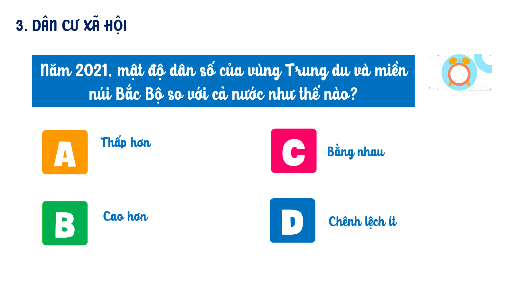 3. DÂN CƯ XÃ HỘI
Năm 2021, mật độ dân số của vùng Trung du và miền
núi Bắc Bộ so với cả nước như thế nào?
A Thấp hơn
C Bằng nhau
B Cao hơn
D Chênh lệch ít